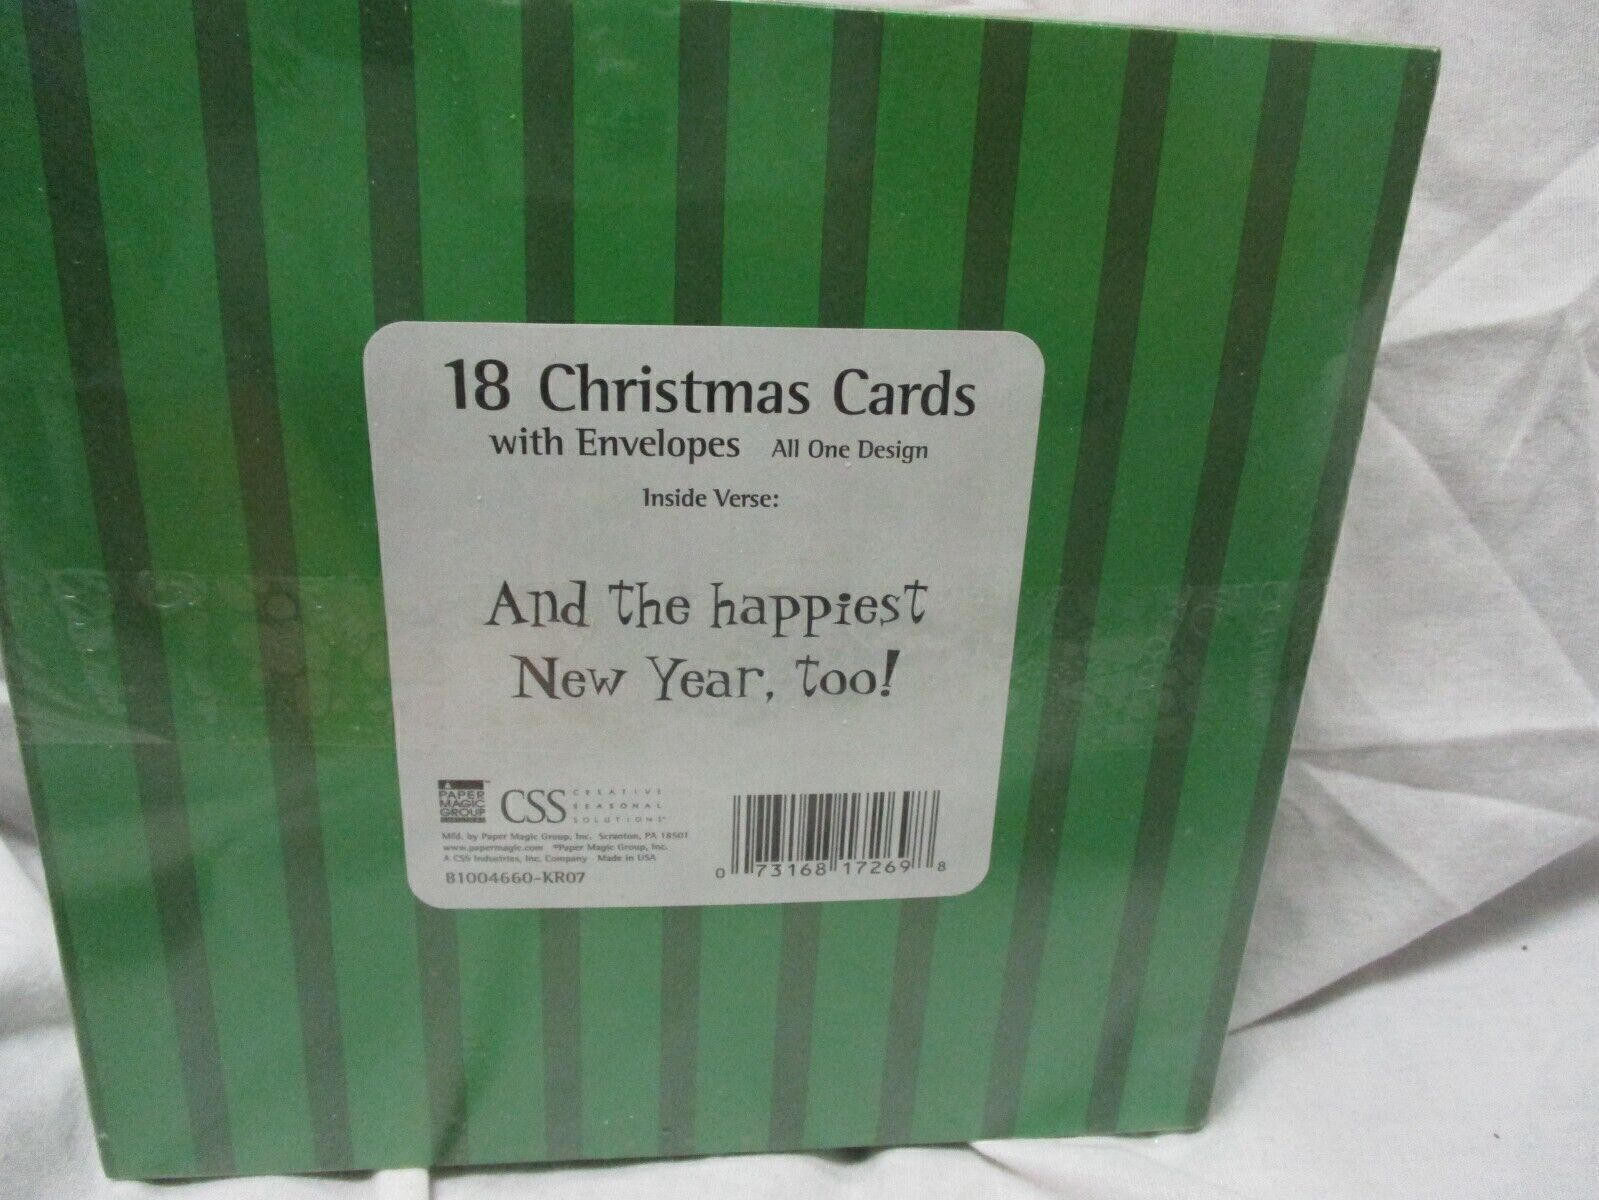 18 Christmas Cards
with Envelopes All One Design
Inside Verse:
And the happiest
New Year, too!
PAPER
MAGIC
GROUP
CSS
CREATIVE
SEASONAL
SOLUTIONS
Mfd. by Paper Magic Group, Inc. Scranton, PA 18501
www.papermagic.com ©Paper Magic Group, Inc.
A CSS Industries, Inc. Company Made in USA
81004660-KR07
0 73168 17269 8